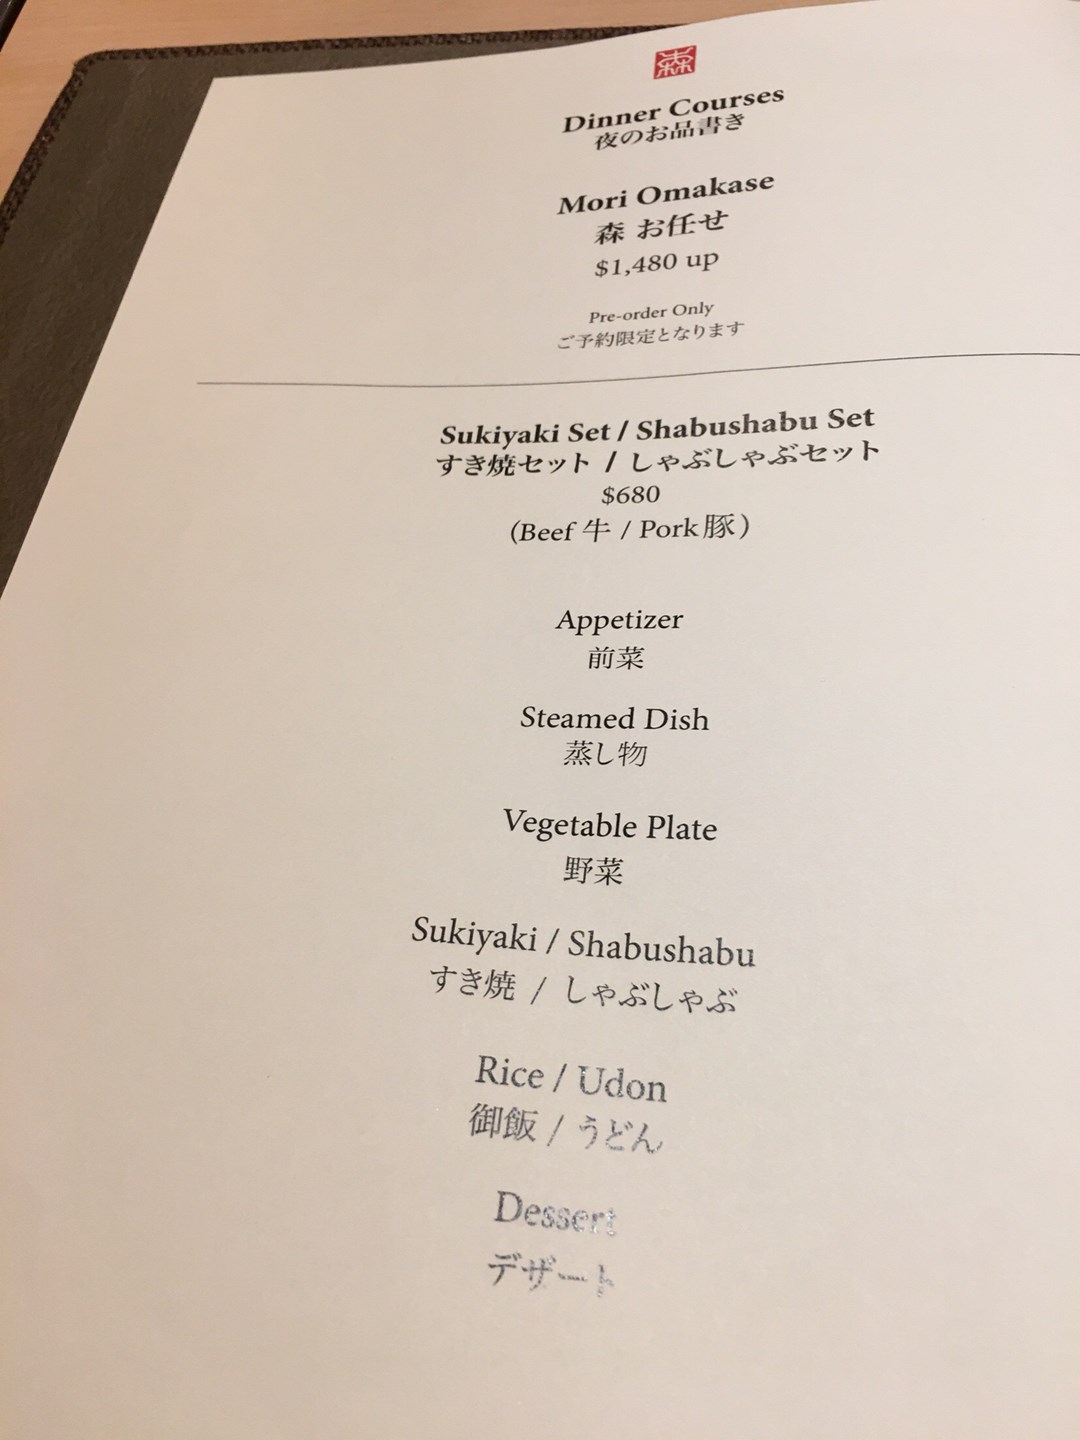 森
Dinner Courses
夜のお品書き
Mori Omakase
森 お任せ
$1,480 up
Pre-order Only
ご予約限定となります
Sukiyaki Set / Shabushabu Set
すき焼セット / しゃぶしゃぶセット
$680
(Beef 牛 / Pork 豚)
Appetizer
前菜
Steamed Dish
蒸し物
Vegetable Plate
野菜
Sukiyaki / Shabushabu
すき焼 / しゃぶしゃぶ
Rice / Udon
御飯 / うどん
Dessert
デザート